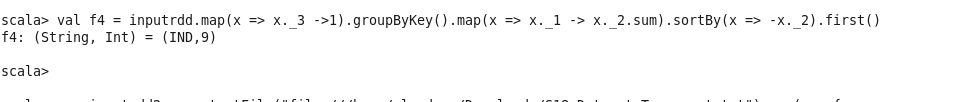 scala> val f4 = inputrdd.map(x => x._3 ->1).groupByKey().map(x => x._1 -> x._2.sum).sortBy(x => -x._2).first()
f4: (String, Int) = (IND,9)
scala>